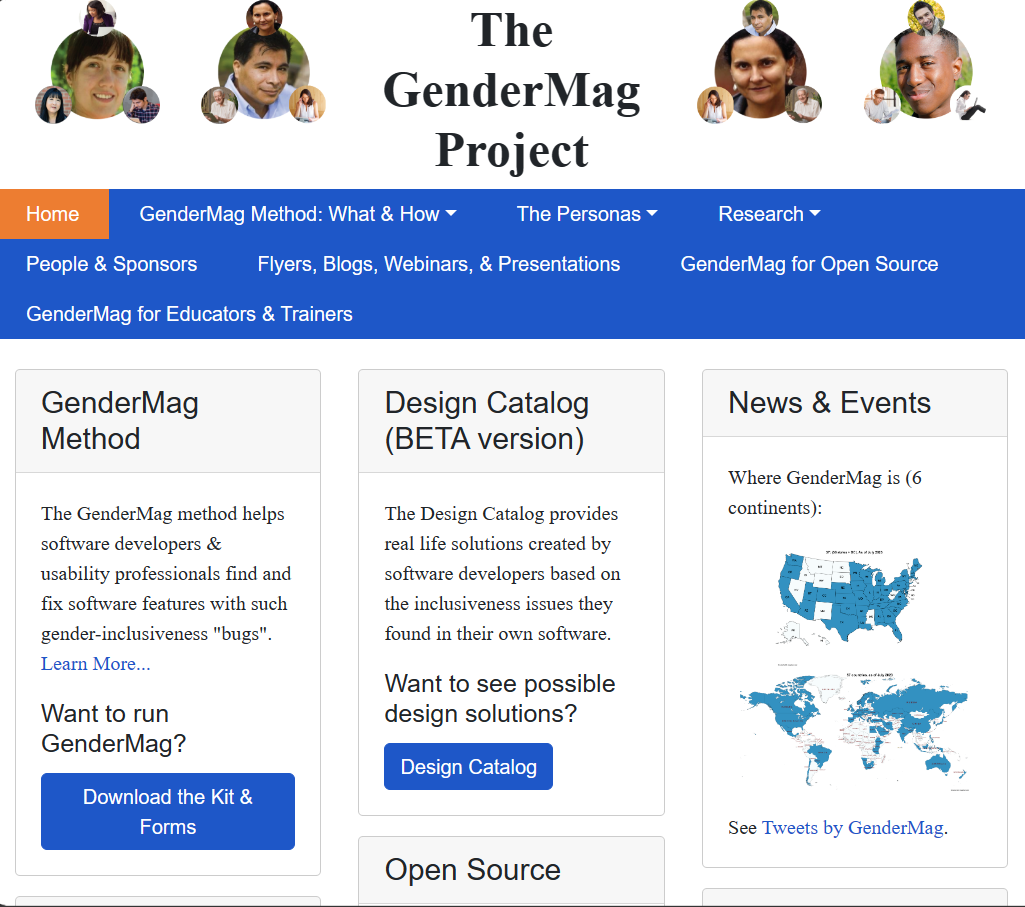 The
GenderMag
Project
Home
GenderMag Method: What & How
The Personas
Research
People & Sponsors
Flyers, Blogs, Webinars, & Presentations
GenderMag for Open Source
GenderMag for Educators & Trainers
GenderMag
Method
The GenderMag method helps
software developers &
usability professionals find and
fix software features with such
gender-inclusiveness "bugs".
Learn More...
Want to run
GenderMag?
Download the Kit &
Forms
Design Catalog
(BETA version)
The Design Catalog provides
real life solutions created by
software developers based on
the inclusiveness issues they
found in their own software.
Want to see possible
design solutions?
Design Catalog
Open Source
News & Events
Where GenderMag is (6
continents):
See Tweets by GenderMag.